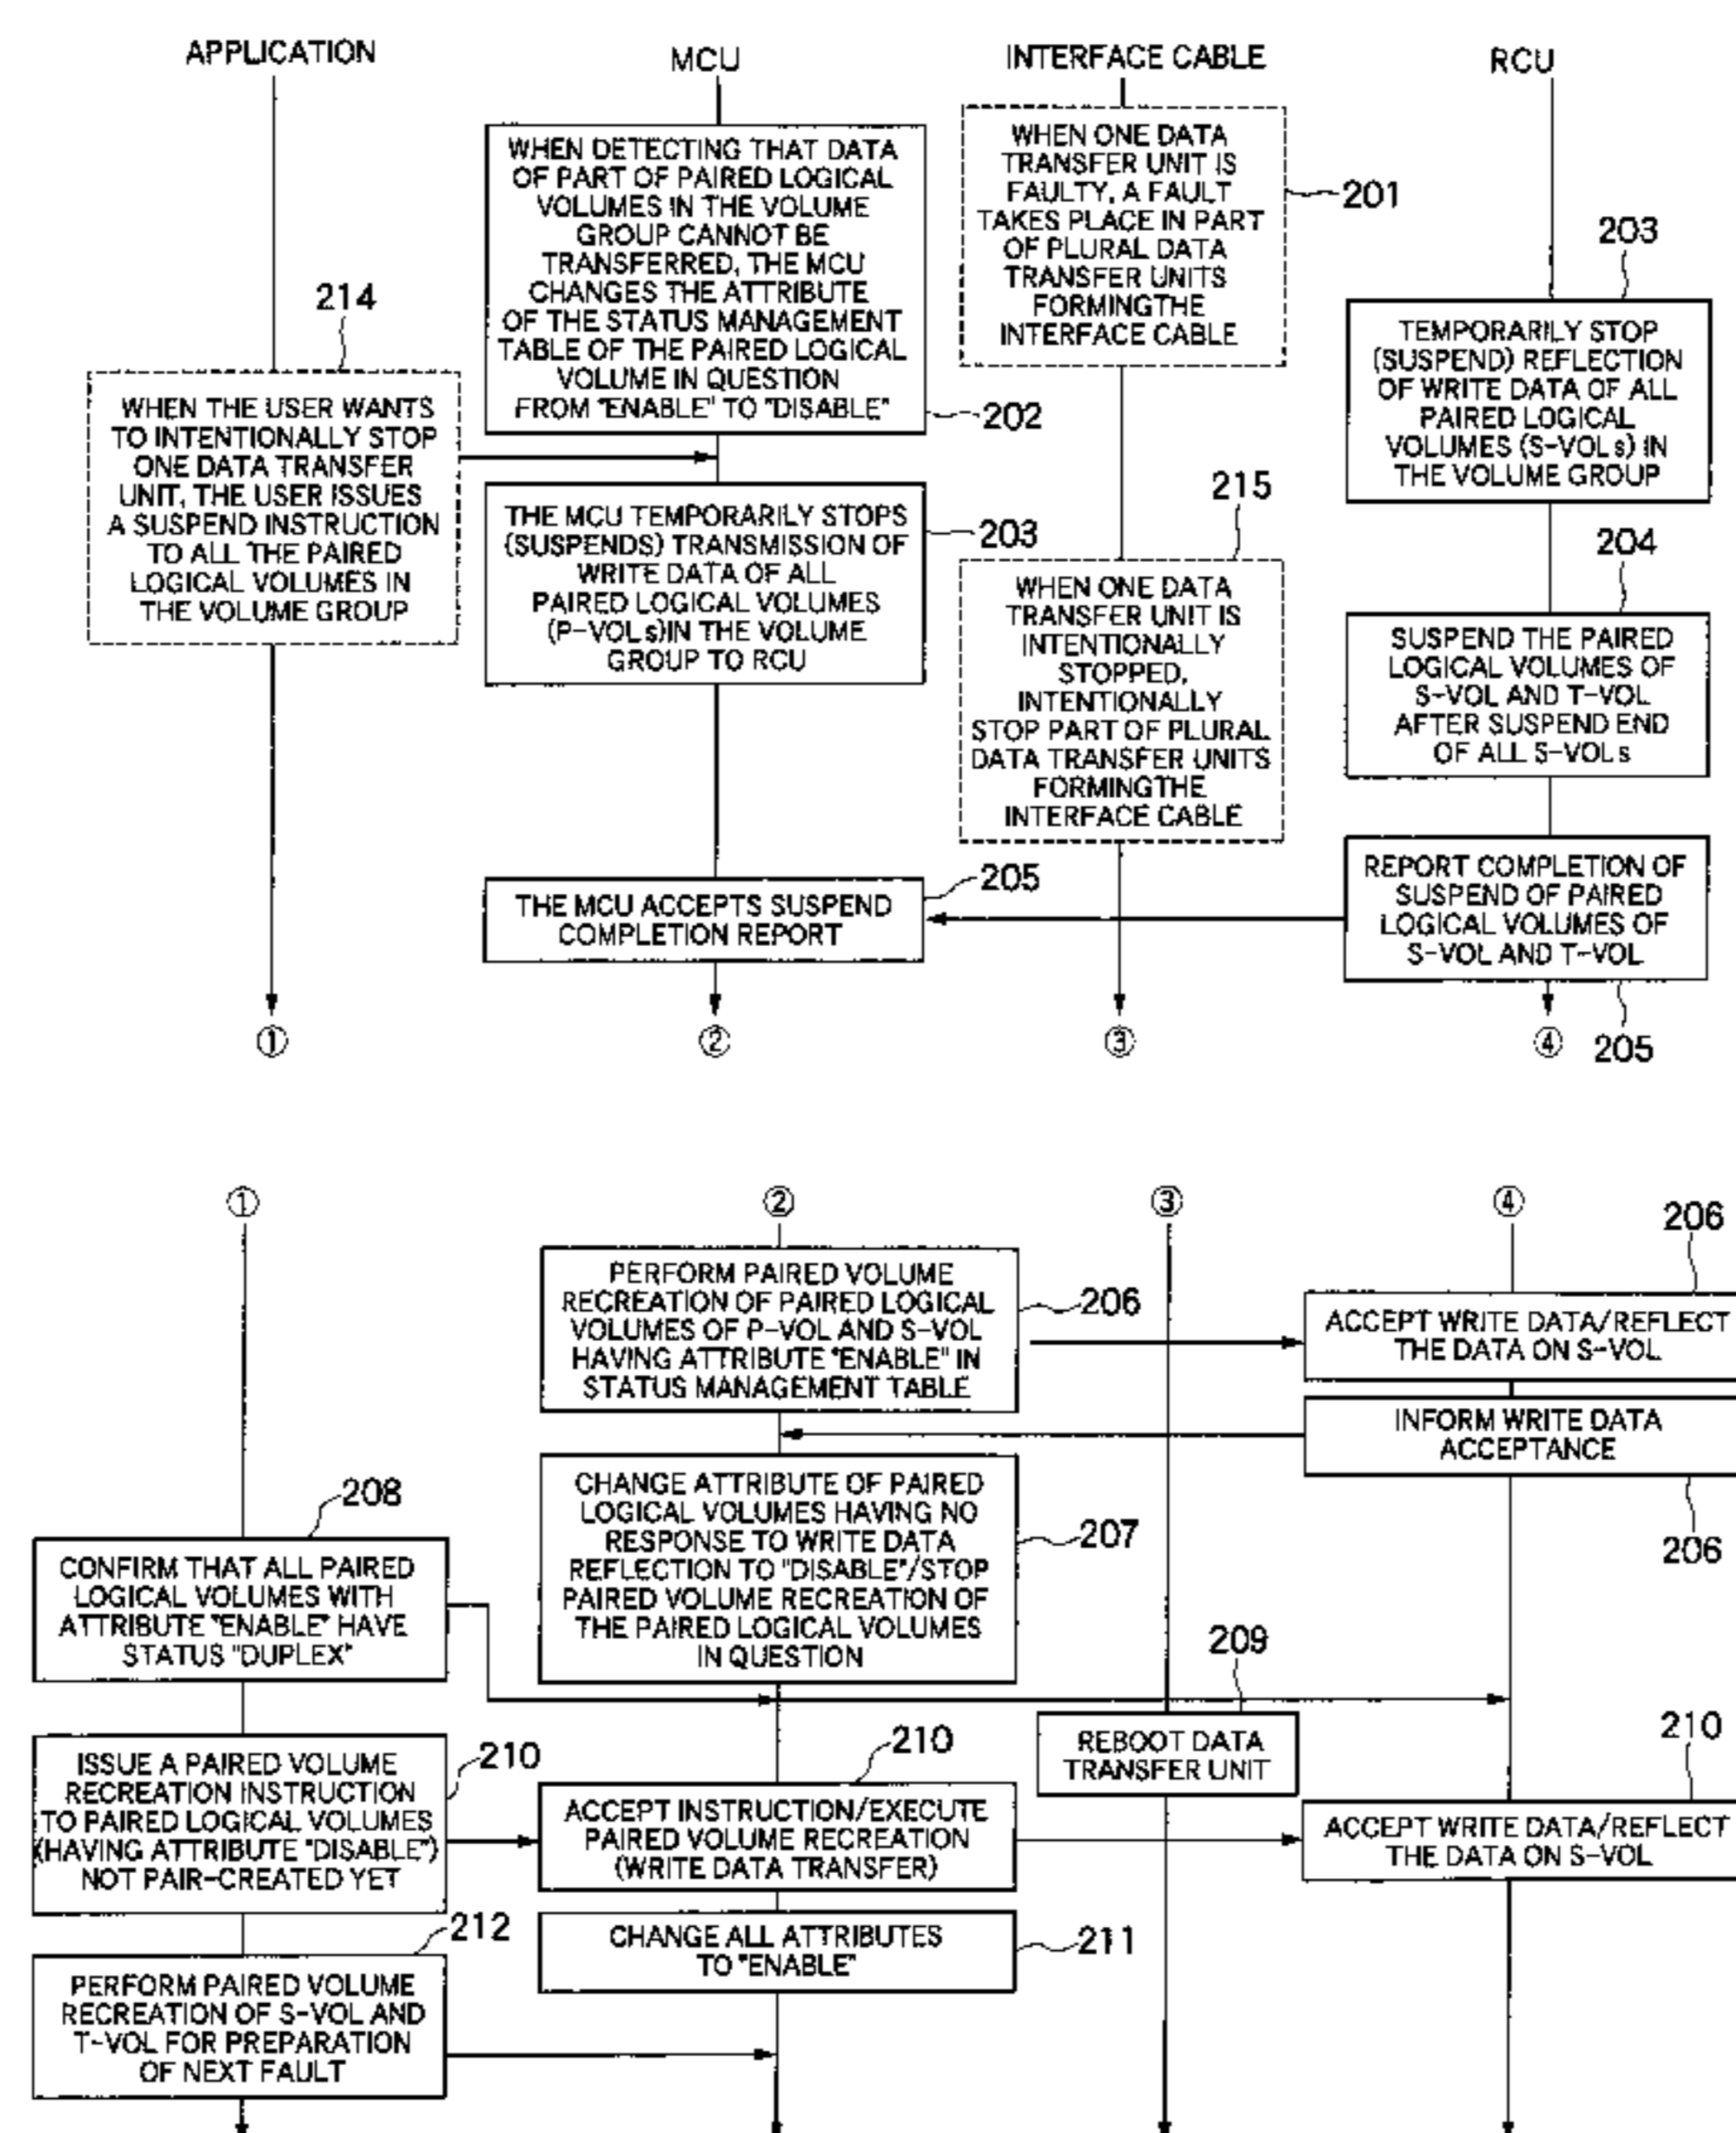 APPLICATION
MCU
INTERFACE CABLE
RCU
WHEN DETECTING THAT DATA
OF PART OF PAIRED LOGICAL
VOLUMES IN THE VOLUME
GROUP CANNOT BE
TRANSFERRED, THE MCU
CHANGES THE ATTRIBUTE
OF THE STATUS MANAGEMENT
TABLE OF THE PAIRED LOGICAL
VOLUME IN QUESTION
FROM "ENABLE" TO "DISABLE"
202
WHEN ONE DATA
TRANSFER UNIT IS
FAULTY, A FAULT
TAKES PLACE IN PART
OF PLURAL DATA
TRANSFER UNITS
FORMINGTHE
INTERFACE CABLE
201
203
TEMPORARILY STOP
(SUSPEND) REFLECTION
OF WRITE DATA OF ALL
PAIRED LOGICAL
VOLUMES (S-VOLs) IN
THE VOLUME GROUP
214
WHEN THE USER WANTS
TO INTENTIONALLY STOP
ONE DATA TRANSFER
UNIT, THE USER ISSUES
A SUSPEND INSTRUCTION
TO ALL THE PAIRED
LOGICAL VOLUMES IN
THE VOLUME GROUP
THE MCU TEMPORARILY STOPS
(SUSPENDS) TRANSMISSION OF
WRITE DATA OF ALL
PAIRED LOGICAL VOLUMES
(P-VOLs)IN THE VOLUME
GROUP TO RCU
203
215
WHEN ONE DATA
TRANSFER UNIT IS
INTENTIONALLY
STOPPED,
INTENTIONALLY
STOP PART OF PLURAL
DATA TRANSFER UNITS
FORMINGTHE
INTERFACE CABLE
204
SUSPEND THE PAIRED
LOGICAL VOLUMES OF
S-VOL AND T-VOL
AFTER SUSPEND END
OF ALL S-VOLs
THE MCU ACCEPTS SUSPEND
COMPLETION REPORT
205
REPORT COMPLETION OF
SUSPEND OF PAIRED
LOGICAL VOLUMES OF
S-VOL AND T-VOL
205
①
②
③
④
①
②
③
④
PERFORM PAIRED VOLUME
RECREATION OF PAIRED LOGICAL
VOLUMES OF P-VOL AND S-VOL
HAVING ATTRIBUTE "ENABLE" IN
STATUS MANAGEMENT TABLE
206
206
ACCEPT WRITE DATA/REFLECT
THE DATA ON S-VOL
INFORM WRITE DATA
ACCEPTANCE
206
CHANGE ATTRIBUTE OF PAIRED
LOGICAL VOLUMES HAVING NO
RESPONSE TO WRITE DATA
REFLECTION TO "DISABLE"/STOP
PAIRED VOLUME RECREATION OF
THE PAIRED LOGICAL VOLUMES
IN QUESTION
207
208
CONFIRM THAT ALL PAIRED
LOGICAL VOLUMES WITH
ATTRIBUTE "ENABLE" HAVE
STATUS "DUPLEX"
209
REBOOT DATA
TRANSFER UNIT
ISSUE A PAIRED VOLUME
RECREATION INSTRUCTION
TO PAIRED LOGICAL VOLUMES
(HAVING ATTRIBUTE "DISABLE")
NOT PAIR-CREATED YET
210
210
ACCEPT INSTRUCTION/EXECUTE
PAIRED VOLUME RECREATION
(WRITE DATA TRANSFER)
210
ACCEPT WRITE DATA/REFLECT
THE DATA ON S-VOL
CHANGE ALL ATTRIBUTES
TO "ENABLE"
211
212
PERFORM PAIRED VOLUME
RECREATION OF S-VOL AND
T-VOL FOR PREPARATION
OF NEXT FAULT